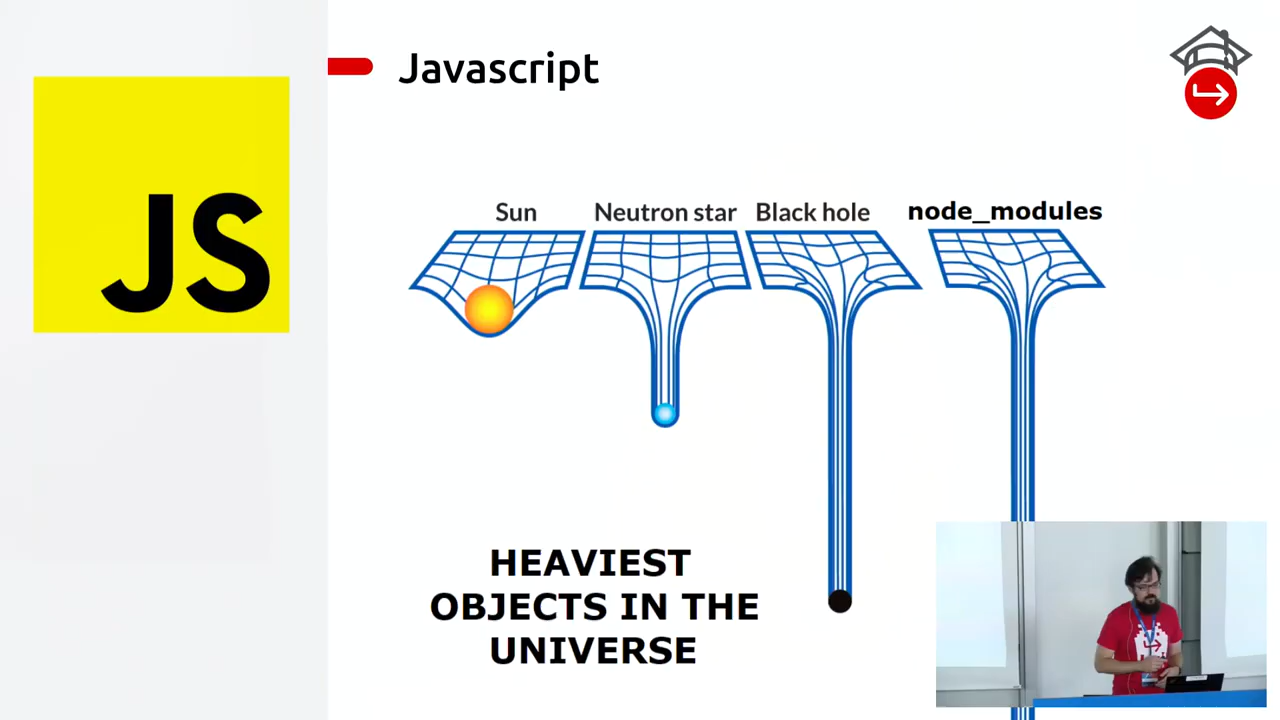 Javascript
JS
Sun
Neutron star
Black hole
node_modules
HEAVIEST
OBJECTS IN THE
UNIVERSE